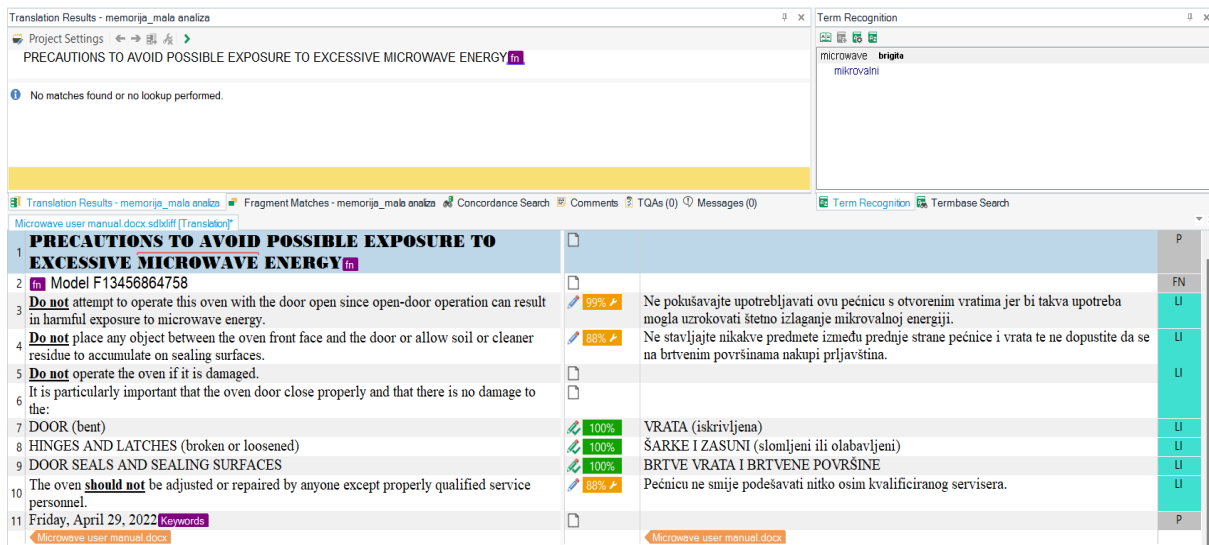 Translation Results - memorija_mala analiza
Project Settings
PRECAUTIONS TO AVOID POSSIBLE EXPOSURE TO EXCESSIVE MICROWAVE ENERGY fn
No matches found or no lookup performed.
Term Recognition
microwave brigita
mikrovalni
Translation Results - memorija_mala analiza Fragment Matches - memorija_mala analiza Concordance Search Comments TQAs (0) Messages (0)
Term Recognition Termbase Search
Microwave user manual.docx.sdlxliff [Translation]*
1 PRECAUTIONS TO AVOID POSSIBLE EXPOSURE TO
EXCESSIVE MICROWAVE ENERGY fn P
2 fn Model F13456864758 FN
3 Do not attempt to operate this oven with the door open since open-door operation can result
in harmful exposure to microwave energy.
99%
Ne pokušavajte upotrebljavati ovu pećnicu s otvorenim vratima jer bi takva upotreba
mogla uzrokovati štetno izlaganje mikrovalnoj energiji.
LI
4 Do not place any object between the oven front face and the door or allow soil or cleaner
residue to accumulate on sealing surfaces.
88%
Ne stavljajte nikakve predmete između prednje strane pećnice i vrata te ne dopustite da se
na brtvenim površinama nakupi prljavština.
LI
5 Do not operate the oven if it is damaged. LI
6 It is particularly important that the oven door close properly and that there is no damage to
the:
7 DOOR (bent) 100% VRATA (iskrivljena) LI
8 HINGES AND LATCHES (broken or loosened) 100% ŠARKE I ZASUNI (slomljeni ili olabavljeni) LI
9 DOOR SEALS AND SEALING SURFACES 100% BRTVE VRATA I BRTVENE POVRŠINE LI
10 The oven should not be adjusted or repaired by anyone except properly qualified service
personnel.
88%
Pećnicu ne smije podešavati nitko osim kvalificiranog servisera.
LI
11 Friday, April 29, 2022 Keywords P
Microwave user manual.docx Microwave user manual.docx